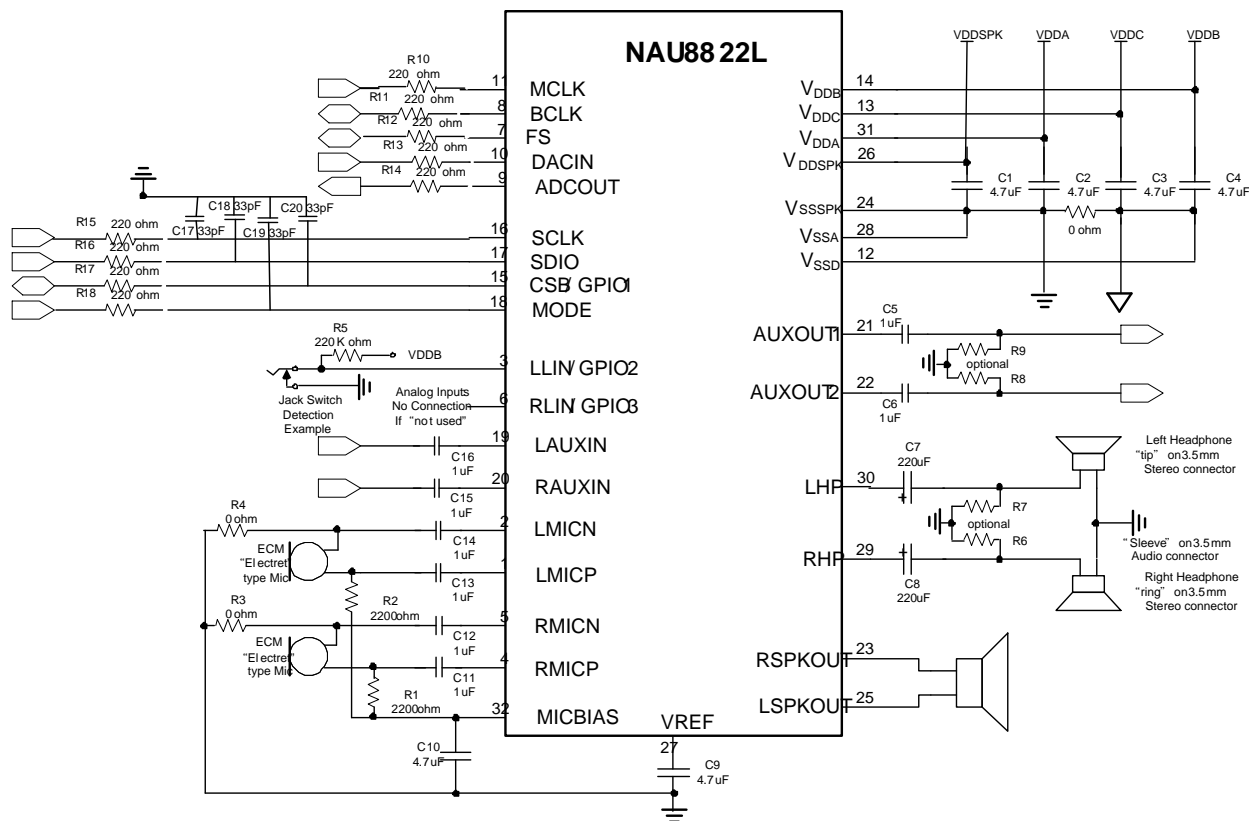 NAU88 22L
VDDSPK VDDA VDDC VDDB
R10
220 ohm
11 MCLK
R11 220 ohm
8 BCLK
R12 220 ohm
7 FS
R13 220 ohm
10 DACIN
R14 220 ohm
9 ADCOUT
C17 33pF
C18 33pF
C19 33pF
C20 33pF
R15 220 ohm
16 SCLK
R16 220 ohm
17 SDIO
R17 220 ohm
15 CSB/ GPIO1
R18 220 ohm
18 MODE
R5
220 K ohm
VDDB
3 LLIN/ GPIO2
Jack Switch
Detection
Example
Analog Inputs
No Connection
If "not used"
6 RLIN/ GPIO3
19 LAUXIN
C16
1uF
20 RAUXIN
C15
1uF
R4
0 ohm
2 LMICN
C14
1uF
ECM
"Electret"
type Mic
1 LMICP
C13
1uF
R3
0 ohm
R2
2200ohm
5 RMICN
C12
1uF
ECM
"Electret"
type Mic
4 RMICP
C11
1uF
R1
2200ohm
32 MICBIAS
C10
4.7uF
VREF
27
C9
4.7uF
VDDB 14
VDDC 13
VDDA 31
VDDSPK 26
C1
4.7uF
C2
4.7uF
C3
4.7uF
C4
4.7uF
VSSSPK 24
0 ohm
VSSA 28
VSSD 12
AUXOUT1 21
C5
1uF
R9
optional
R8
AUXOUT2 22
C6
1uF
LHP 30
C7
220uF
+
R7
optional
R6
RHP 29
+
C8
220uF
Left Headphone
"tip" on 3.5mm
Stereo connector
"Sleeve" on 3.5mm
Audio connector
Right Headphone
"ring" on 3.5mm
Stereo connector
RSPKOUT 23
LSPKOUT 25